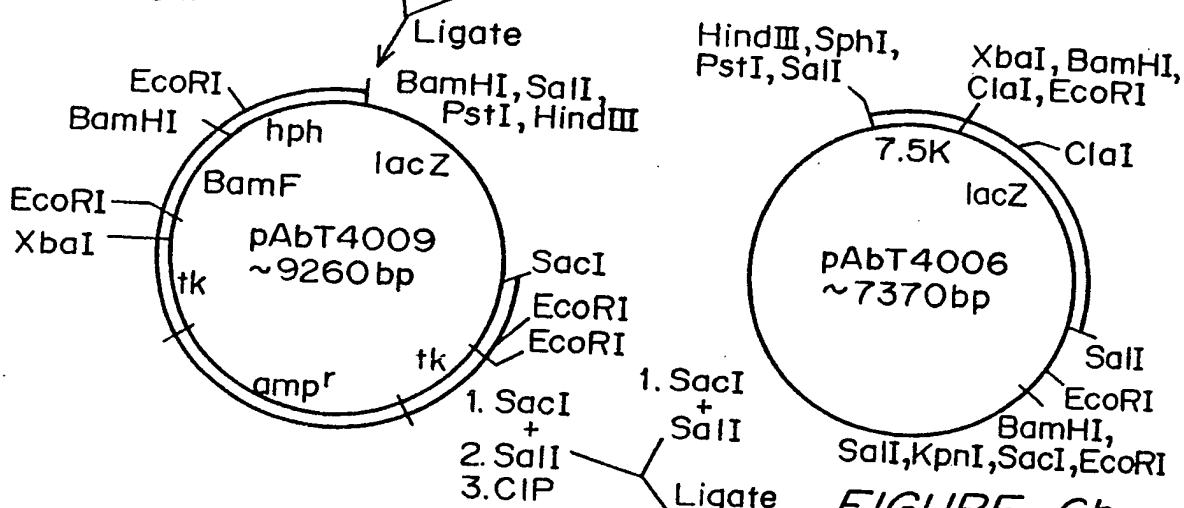 Ligate
EcoRI
BamHI
hph
BamHI, SalI,
PstI, HindIII
lacZ
BamF
EcoRI
XbaI
pAbT4009
~9260bp
tk
SacI
EcoRI
EcoRI
tk
ampr
1. SacI
+
2. SalI
3. CIP
1. SacI
+
SalI
Ligate
HindIII, SphI,
PstI, SalI
XbaI, BamHI,
ClaI, EcoRI
7.5K
ClaI
lacZ
pAbT4006
~7370bp
SalI
EcoRI
BamHI,
SalI, KpnI, SacI, EcoRI